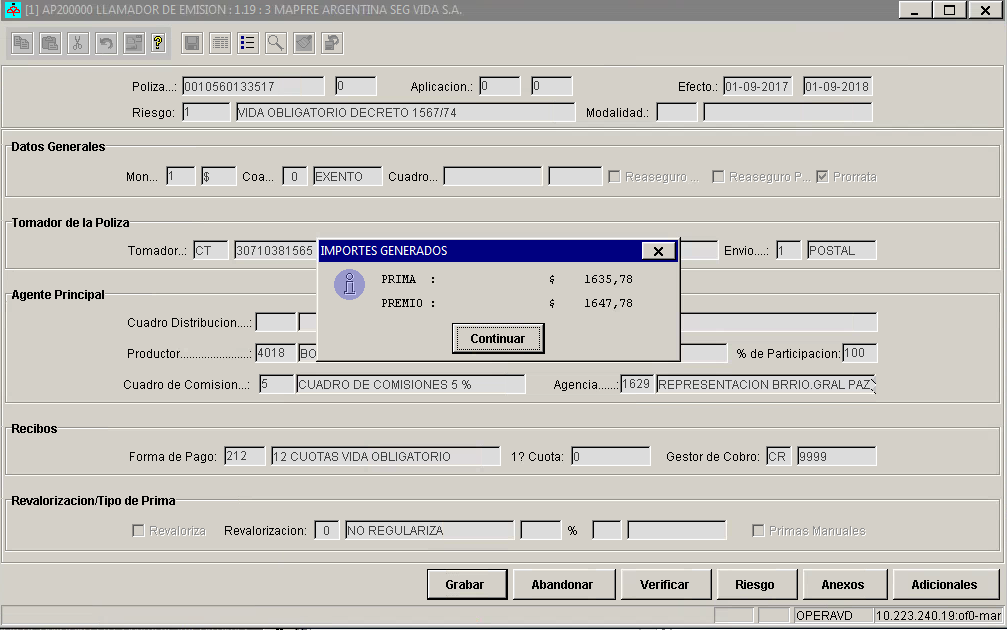 [1] AP200000 LLAMADOR DE EMISION : 1.19 : 3 MAPFRE ARGENTINA SEG VIDA S.A.
Poliza...: 0010560133517 0 Aplicacion.: 0 0 Efecto.: 01-09-2017 01-09-2018
Riesgo: 1 VIDA OBLIGATORIO DECRETO 1567/74 Modalidad.:
Datos Generales
Mon... 1 $ Coa... 0 EXENTO Cuadro... Reaseguro ... Reaseguro P... Prorrata
Tomador de la Poliza
Tomador..: CT 30710381565 Envio....: 1 POSTAL
IMPORTES GENERADOS
PRIMA : $ 1635,78
PREMIO : $ 1647,78
Continuar
Agente Principal
Cuadro Distribucion....:
Productor......................: 4018 BO % de Participacion: 100
Cuadro de Comision...: 5 CUADRO DE COMISIONES 5 % Agencia......: 1629 REPRESENTACION BRRIO.GRAL PAZ
Recibos
Forma de Pago: 212 12 CUOTAS VIDA OBLIGATORIO 1? Cuota: 0 Gestor de Cobro: CR 9999
Revalorizacion/Tipo de Prima
Revaloriza Revalorizacion: 0 NO REGULARIZA % Primas Manuales
Grabar Abandonar Verificar Riesgo Anexos Adicionales
OPERAVD 10.223.240.19:of0-mar